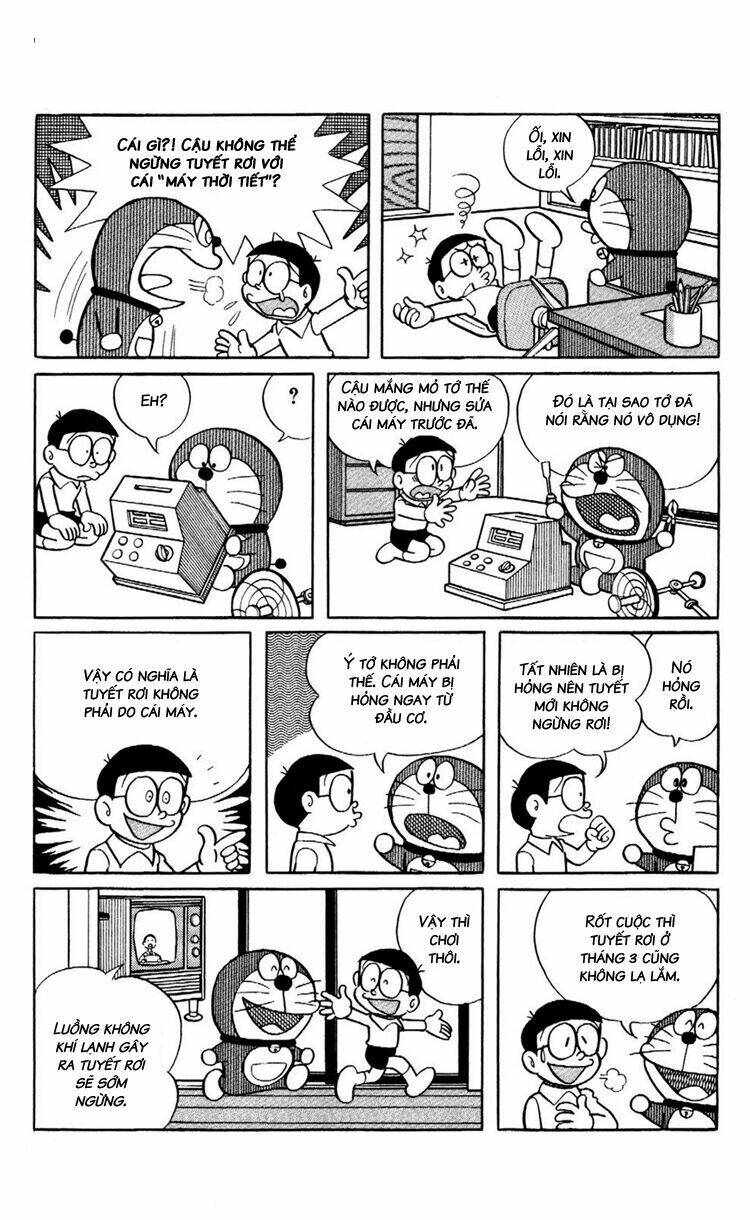 ỐI, XIN
LỖI, XIN
LỖI.
CÁI GÌ?! CẬU KHÔNG THỂ
NGỪNG TUYẾT RƠI VỚI
CÁI "MÁY THỜI TIẾT"?
ĐÓ LÀ TẠI SAO TỚ ĐÃ
NÓI RẰNG NÓ VÔ DỤNG!
CẬU MẮNG MỎ TỚ THẾ
NÀO ĐƯỢC, NHƯNG SỬA
CÁI MÁY TRƯỚC ĐÃ.
?
EH?
NÓ
HỎNG
RỒI.
TẤT NHIÊN LÀ BỊ
HỎNG NÊN TUYẾT
MỚI KHÔNG
NGỪNG RƠI!
Ý TỚ KHÔNG PHẢI
THẾ. CÁI MÁY BỊ
HỎNG NGAY TỪ
ĐẦU CƠ.
VẬY CÓ NGHĨA LÀ
TUYẾT RƠI KHÔNG
PHẢI DO CÁI MÁY.
RỐT CUỘC THÌ
TUYẾT RƠI Ở
THÁNG 3 CŨNG
KHÔNG LẠ LẮM.
VẬY THÌ
CHƠI
THÔI.
LUỒNG KHÔNG
KHÍ LẠNH GÂY
RA TUYẾT RƠI
SẼ SỚM
NGỪNG.